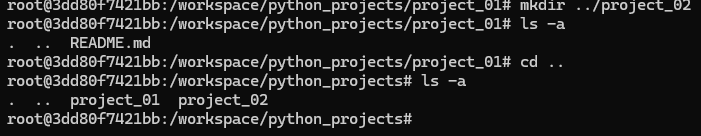 root@3dd80f7421bb:/workspace/python_projects/project_01# mkdir ../project_02
root@3dd80f7421bb:/workspace/python_projects/project_01# ls -a
.  ..  README.md
root@3dd80f7421bb:/workspace/python_projects/project_01# cd ..
root@3dd80f7421bb:/workspace/python_projects# ls -a
.  ..  project_01  project_02
root@3dd80f7421bb:/workspace/python_projects#